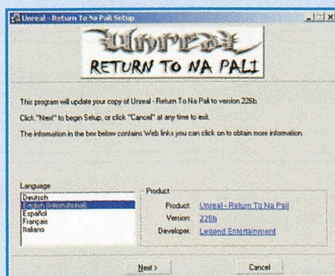 Unreal - Return To Na Pali Setup
Unreal
RETURN TO NA PALI
This program will update your copy of Unreal - Return To Na Pali to version 226b.
Click "Next" to begin Setup, or click "Cancel" at any time to exit.
The information in the box below contains Web links you can click on to obtain more information.
Language
Deutsch
English (International)
Español
Français
Italiano
Product
Product: Unreal - Return To Na Pali
Version: 226b
Developer: Legend Entertainment
Next >
Cancel